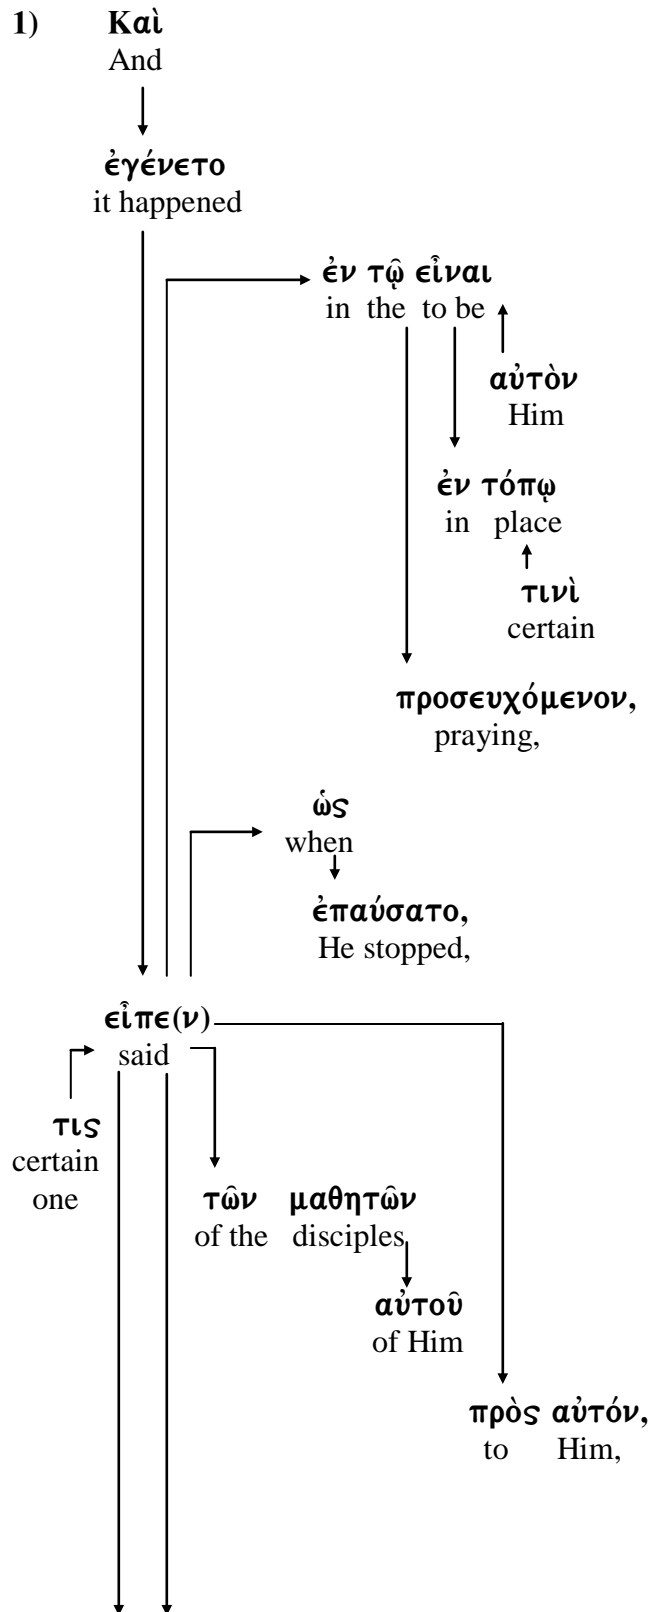 1) Καὶ
And
ἐγένετο
it happened
ἐν τῷ εἶναι
in the to be
αὐτὸν
Him
ἐν τόπῳ
in place
τινὶ
certain
προσευχόμενον,
praying,
ὡς
when
ἐπαύσατο,
He stopped,
εἶπε(ν)
said
τις
certain
one
τῶν μαθητῶν
of the disciples
αὐτοῦ
of Him
πρὸς αὐτόν,
to Him,